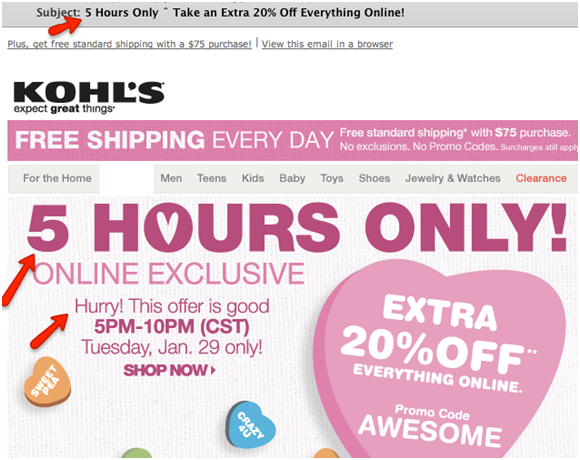 Subject: 5 Hours Only ˆ Take an Extra 20% Off Everything Online!
Plus, get free standard shipping with a $75 purchase! | View this email in a browser
KOHL'S
expect great things
FREE SHIPPING EVERY DAY
Free standard shipping* with $75 purchase.
No exclusions. No Promo Codes. Surcharges still apply
For the Home Men Teens Kids Baby Toys Shoes Jewelry & Watches Clearance
5 HOURS ONLY!
ONLINE EXCLUSIVE
Hurry! This offer is good
5PM-10PM (CST)
Tuesday, Jan. 29 only!
SHOP NOW
EXTRA
20% OFF**
EVERYTHING ONLINE.
Promo Code
AWESOME
SWEET
PEA
CRAZY
4U